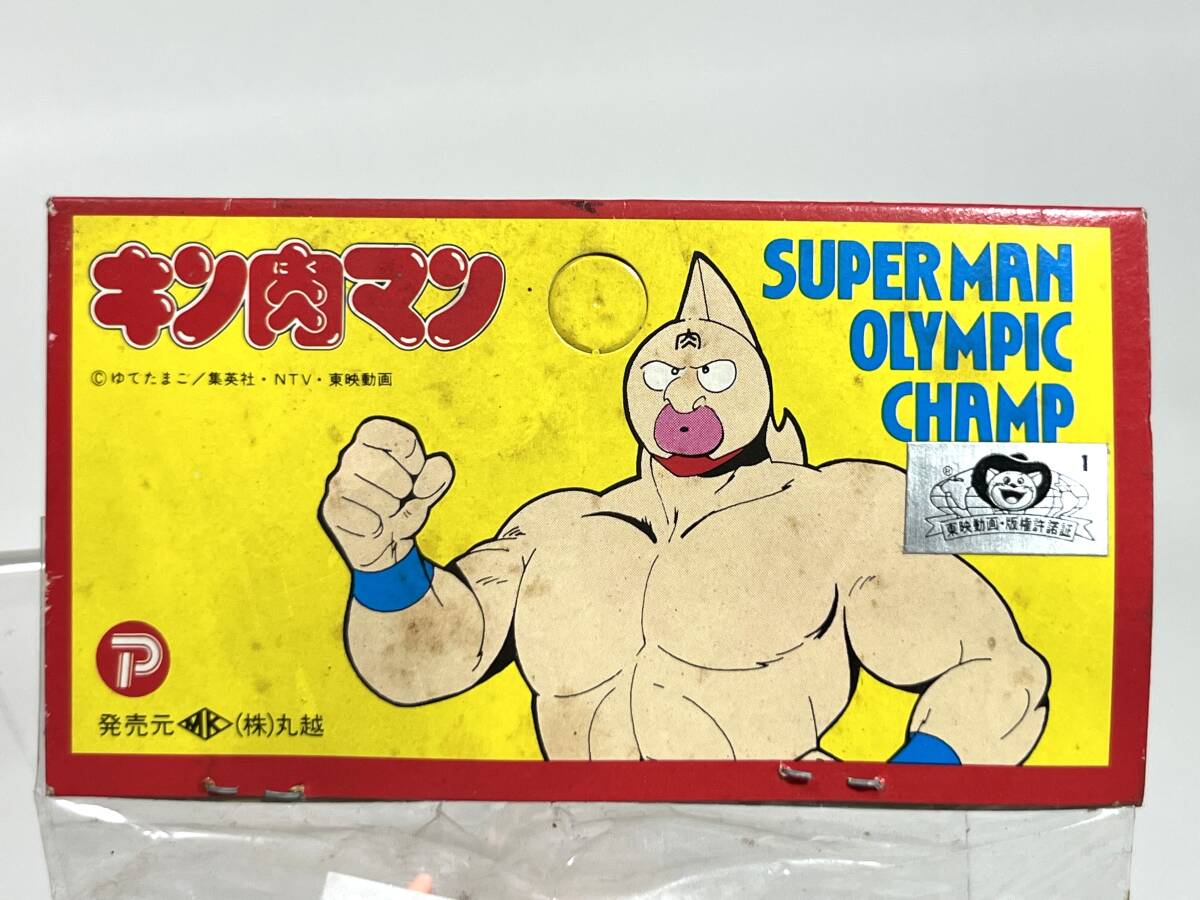 キン肉マン
にく
©ゆでたまご／集英社・NTV・東映動画
SUPER MAN
OLYMPIC
CHAMP
肉
® 1
東映動画・版権許諾証
P
発売元 MK (株)丸越